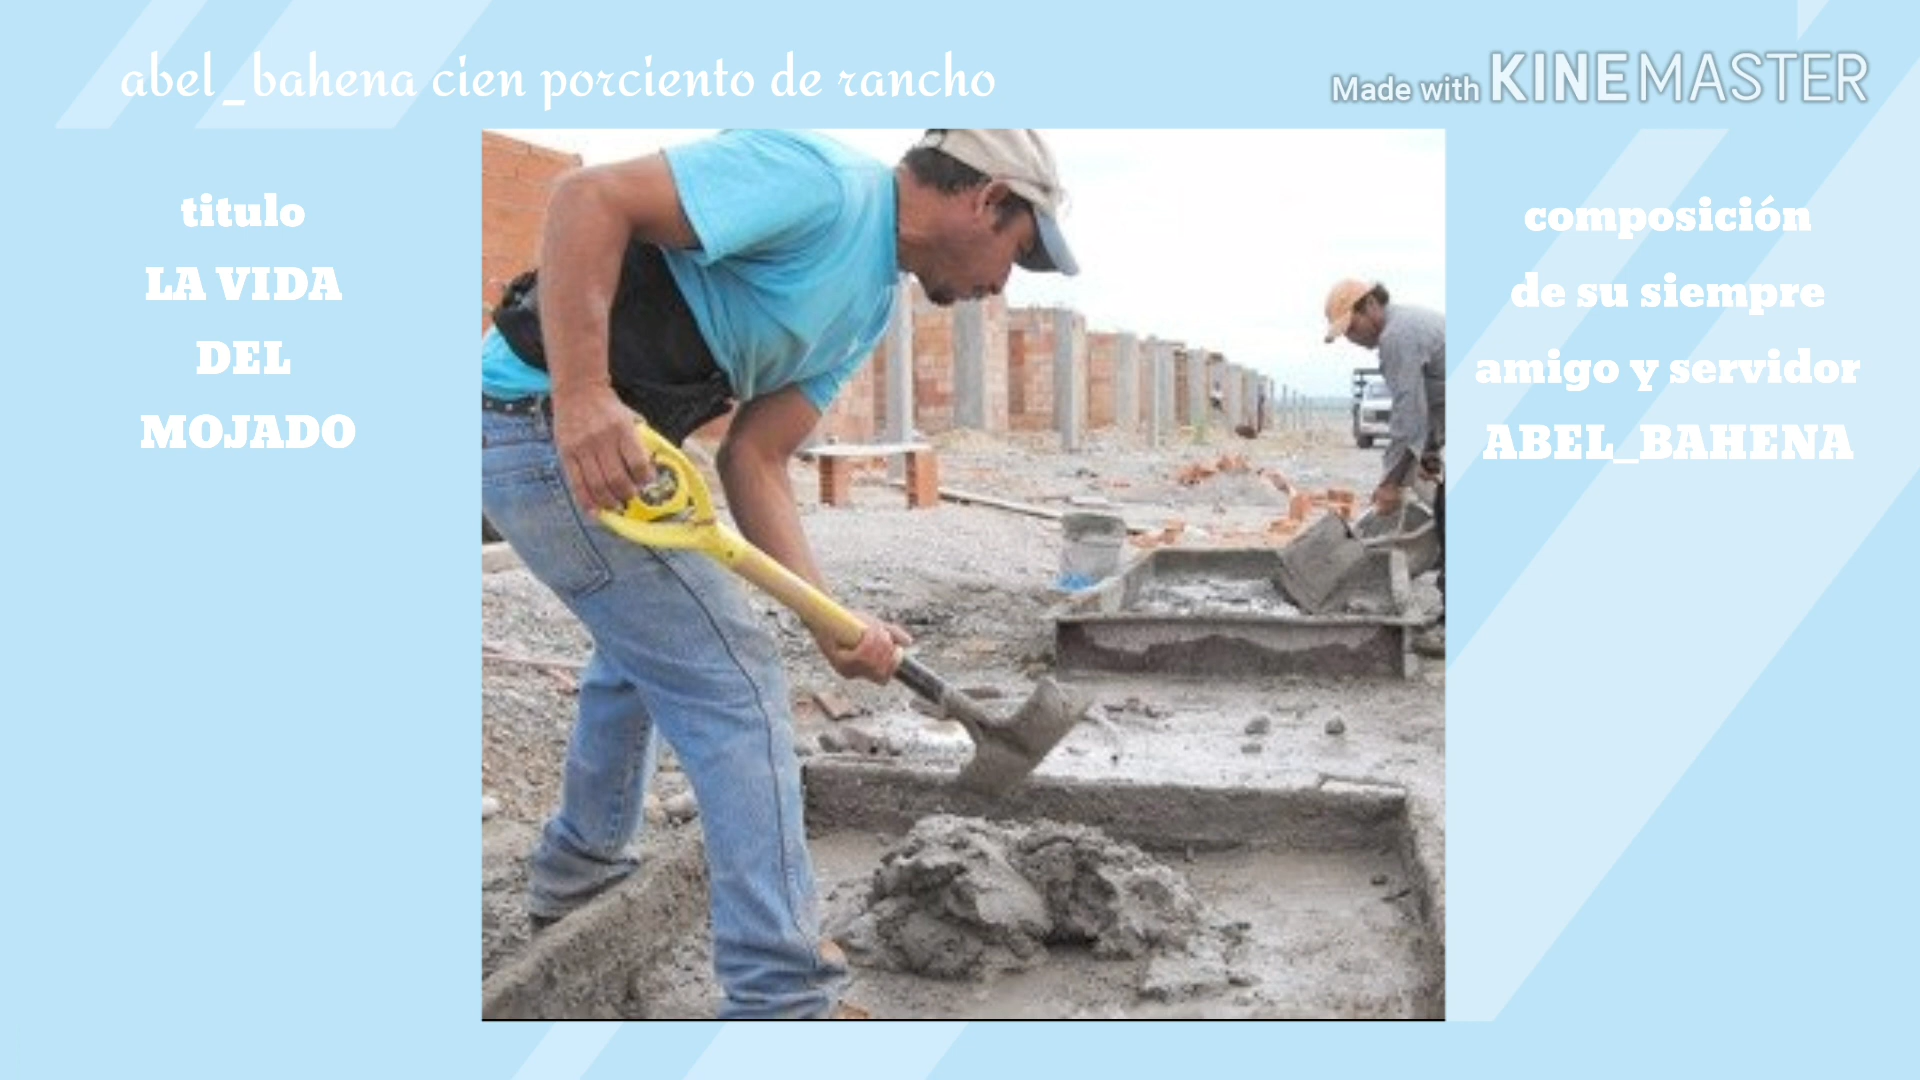 abel_bahena cien porciento de rancho
Made with KINEMASTER
titulo
LA VIDA
DEL
MOJADO
composición
de su siempre
amigo y servidor
ABEL_BAHENA